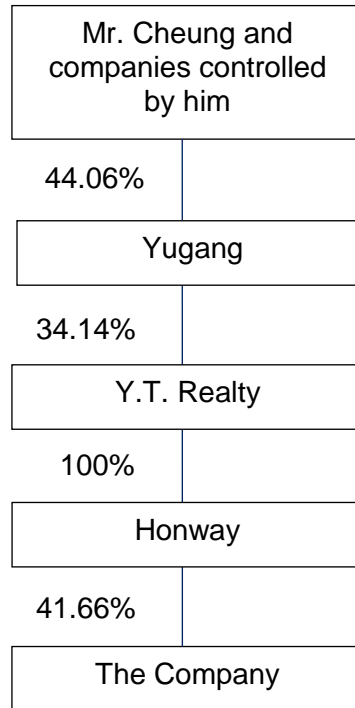 Mr. Cheung and
companies controlled
by him
44.06%
Yugang
34.14%
Y.T. Realty
100%
Honway
41.66%
The Company